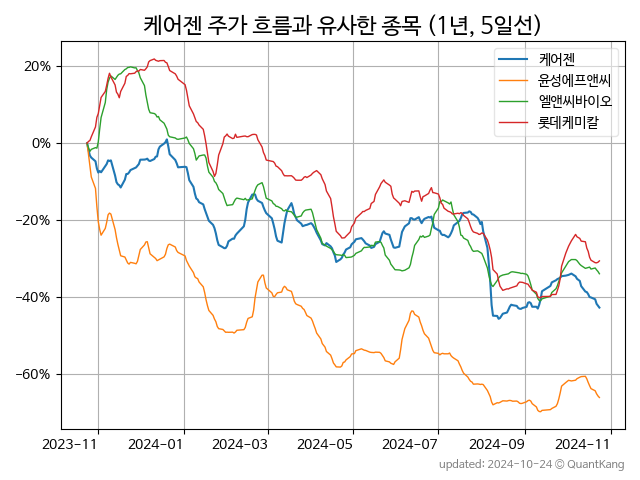 케어젠 주가 흐름과 유사한 종목 (1년, 5일선)
케어젠
윤성에프앤씨
엘앤씨바이오
롯데케미칼
20%
0%
−20%
−40%
−60%
2023−11
2024−01
2024−03
2024−05
2024−07
2024−09
2024−11
updated: 2024-10-24 © QuantKang